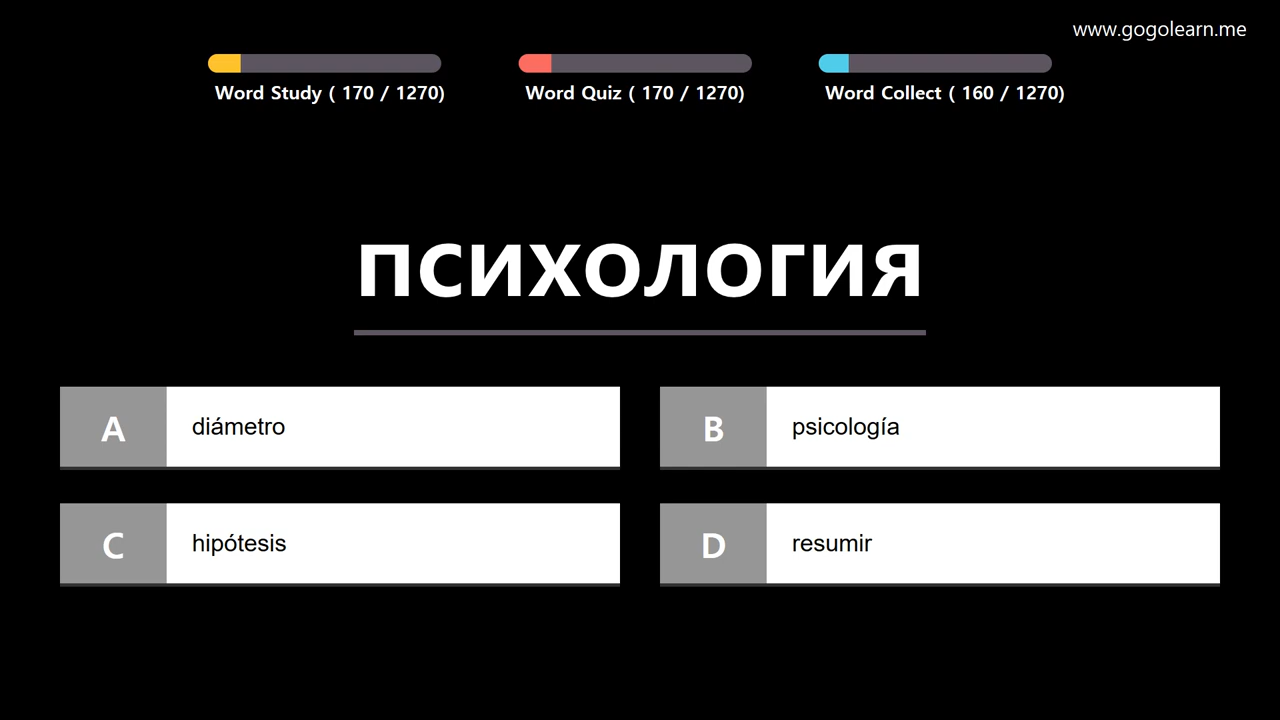 www.gogolearn.me
Word Study ( 170 / 1270)
Word Quiz ( 170 / 1270)
Word Collect ( 160 / 1270)
ПСИХОЛОГИЯ
A diámetro
B psicología
C hipótesis
D resumir